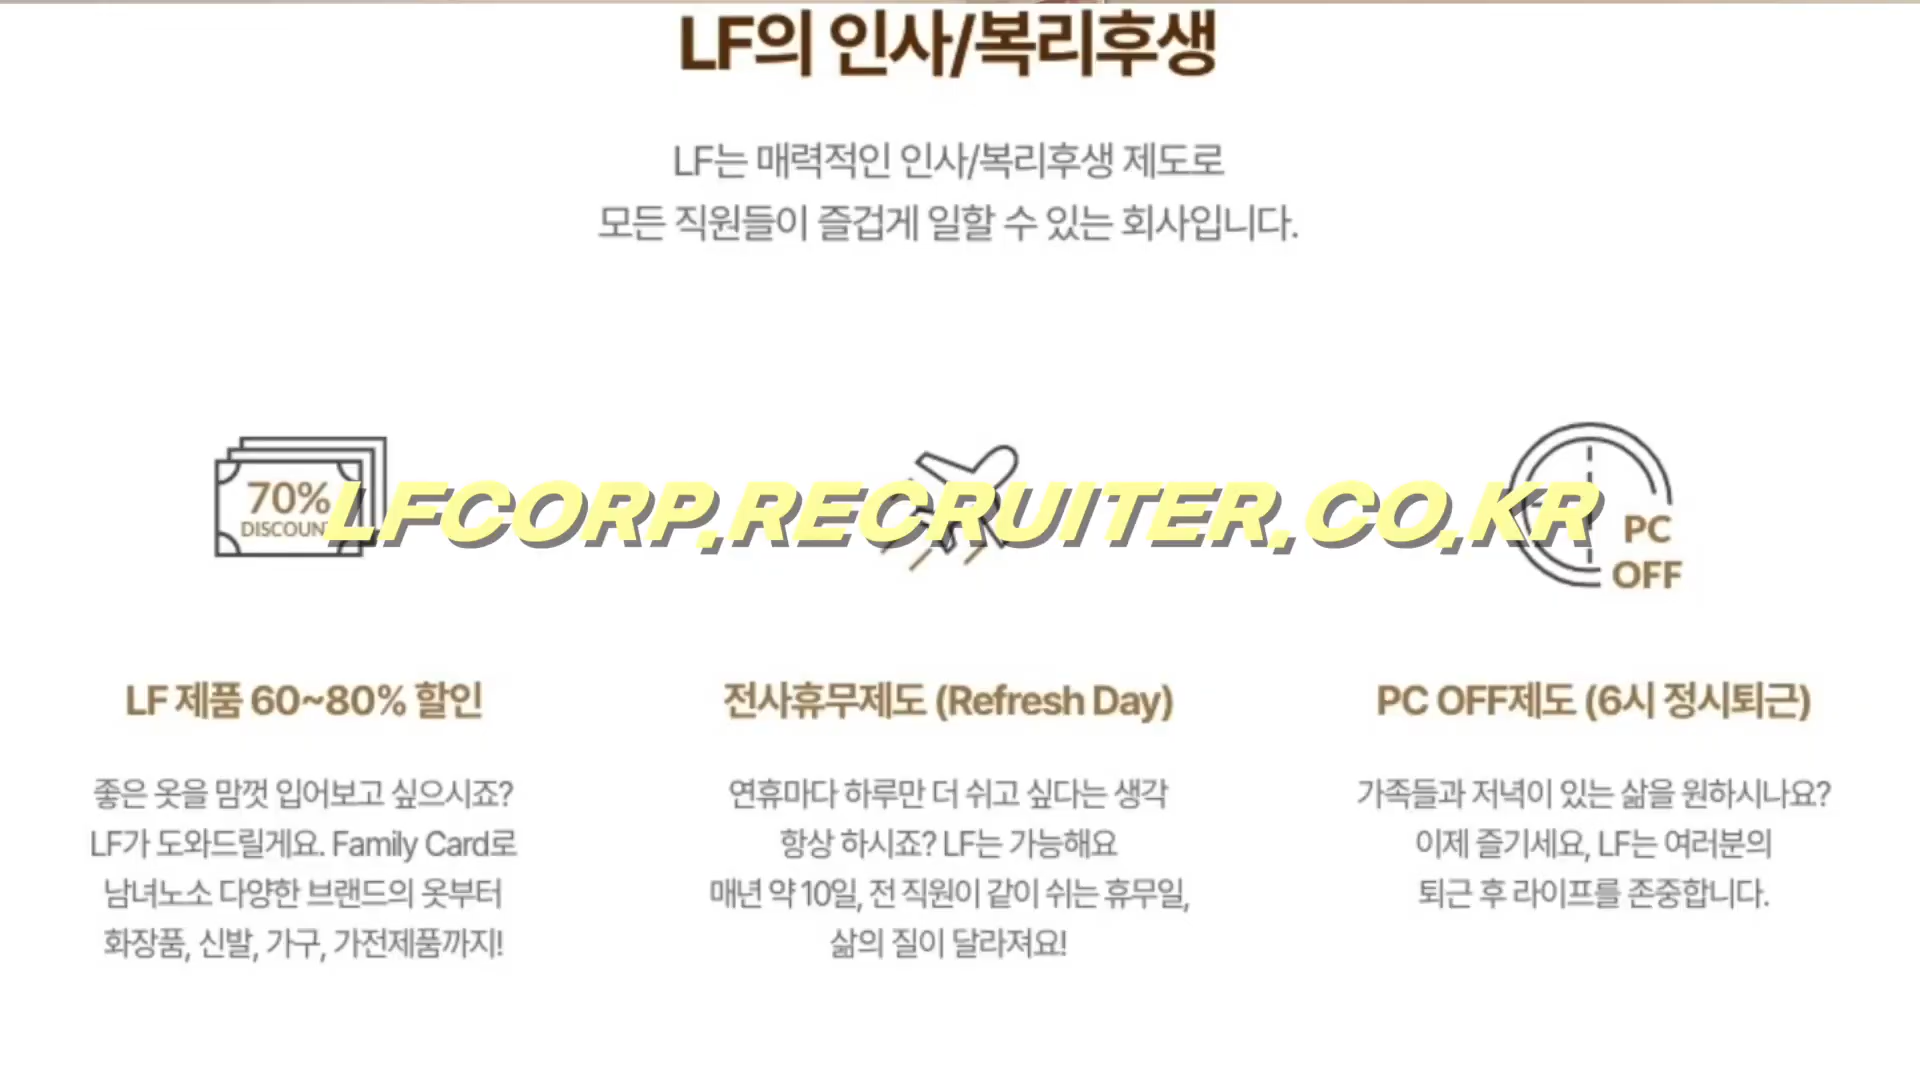 LF의 인사/복리후생
LF는 매력적인 인사/복리후생 제도로
모든 직원들이 즐겁게 일할 수 있는 회사입니다.
70%
DISCOUNT
LFCORP.RECRUITER.CO.KR
PC
OFF
LF 제품 60~80% 할인
좋은 옷을 맘껏 입어보고 싶으시죠?
LF가 도와드릴게요. Family Card로
남녀노소 다양한 브랜드의 옷부터
화장품, 신발, 가구, 가전제품까지!
전사휴무제도 (Refresh Day)
연휴마다 하루만 더 쉬고 싶다는 생각
항상 하시죠? LF는 가능해요
매년 약 10일, 전 직원이 같이 쉬는 휴무일,
삶의 질이 달라져요!
PC OFF제도 (6시 정시퇴근)
가족들과 저녁이 있는 삶을 원하시나요?
이제 즐기세요, LF는 여러분의
퇴근 후 라이프를 존중합니다.